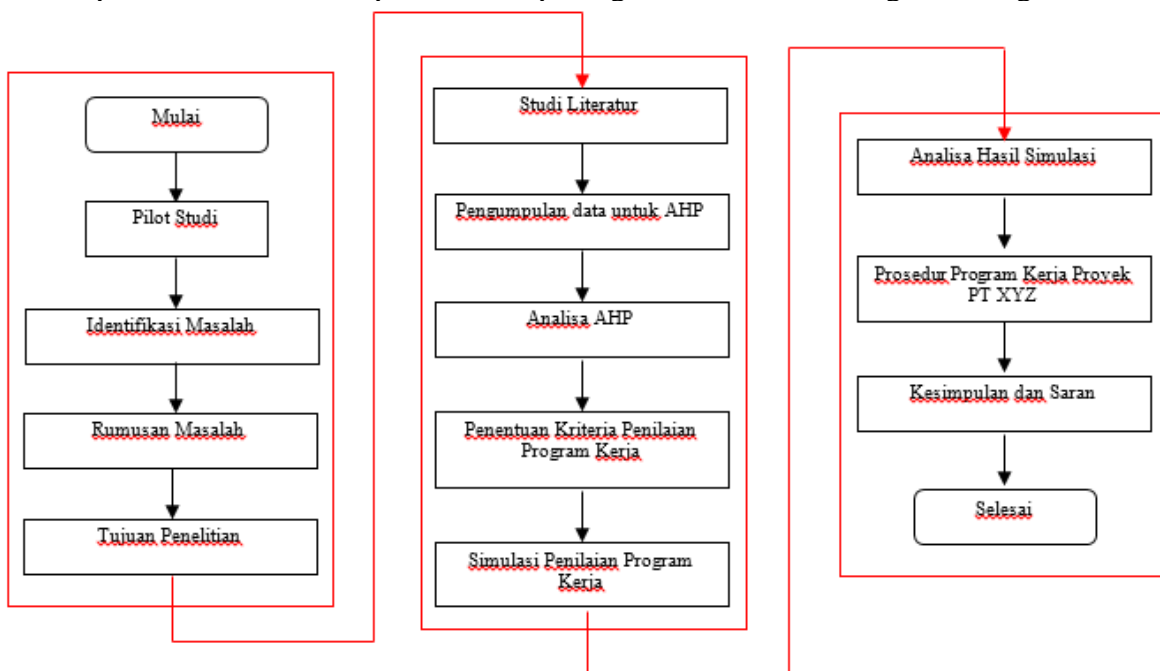 Mulai
Pilot Studi
Identifikasi Masalah
Rumusan Masalah
Tujuan Penelitian
Studi Literatur
Pengumpulan data untuk AHP
Analisa AHP
Penentuan Kriteria Penilaian
Program Kerja
Simulasi Penilaian Program
Kerja
Analisa Hasil Simulasi
Prosedur Program Kerja Proyek
PT XYZ
Kesimpulan dan Saran
Selesai